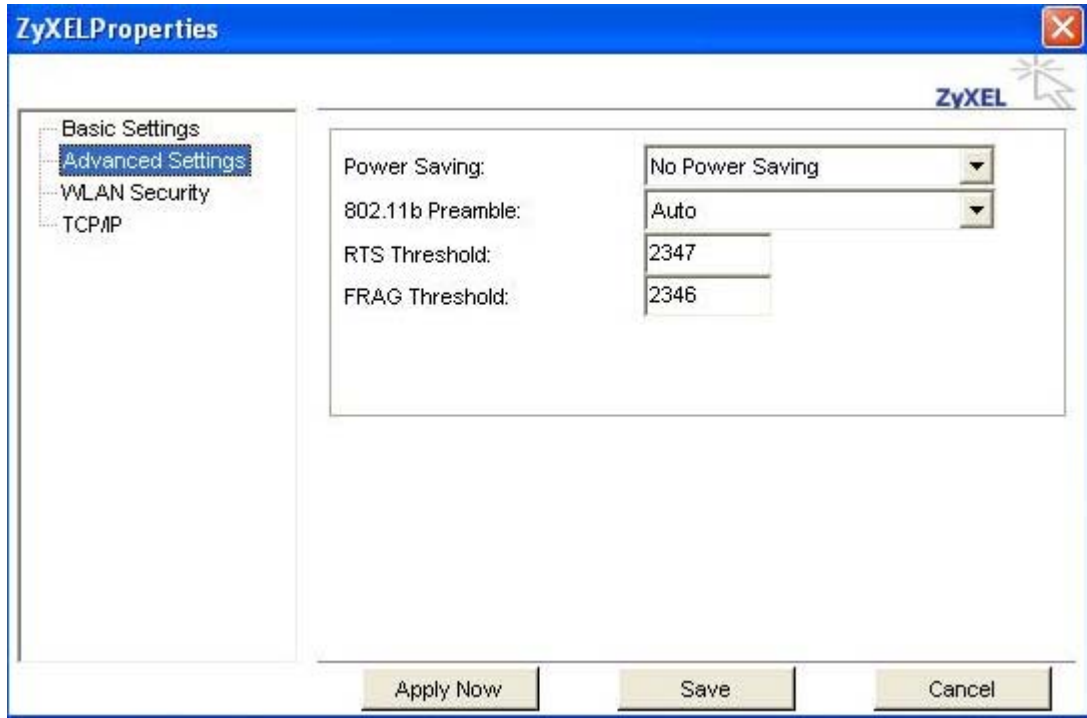 ZyXELProperties
ZyXEL
Basic Settings
Advanced Settings
WLAN Security
TCP/IP
Power Saving: No Power Saving
802.11b Preamble: Auto
RTS Threshold: 2347
FRAG Threshold: 2346
Apply Now Save Cancel